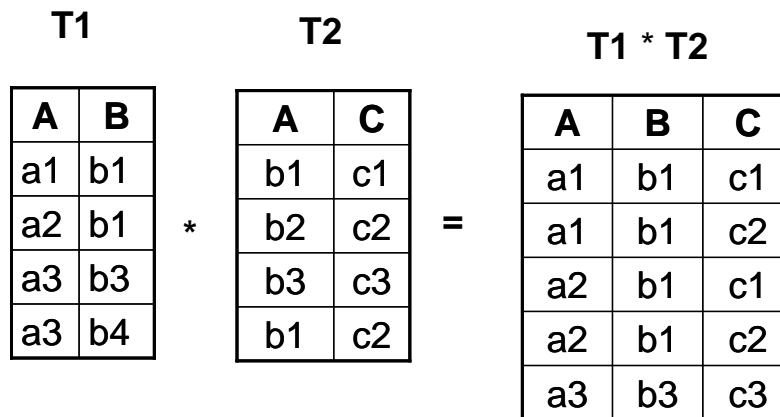 T1 T2 T1 * T2
A B
a1 b1
a2 b1
a3 b3
a3 b4
*
A C
b1 c1
b2 c2
b3 c3
b1 c2
=
A B C
a1 b1 c1
a1 b1 c2
a2 b1 c1
a2 b1 c2
a3 b3 c3